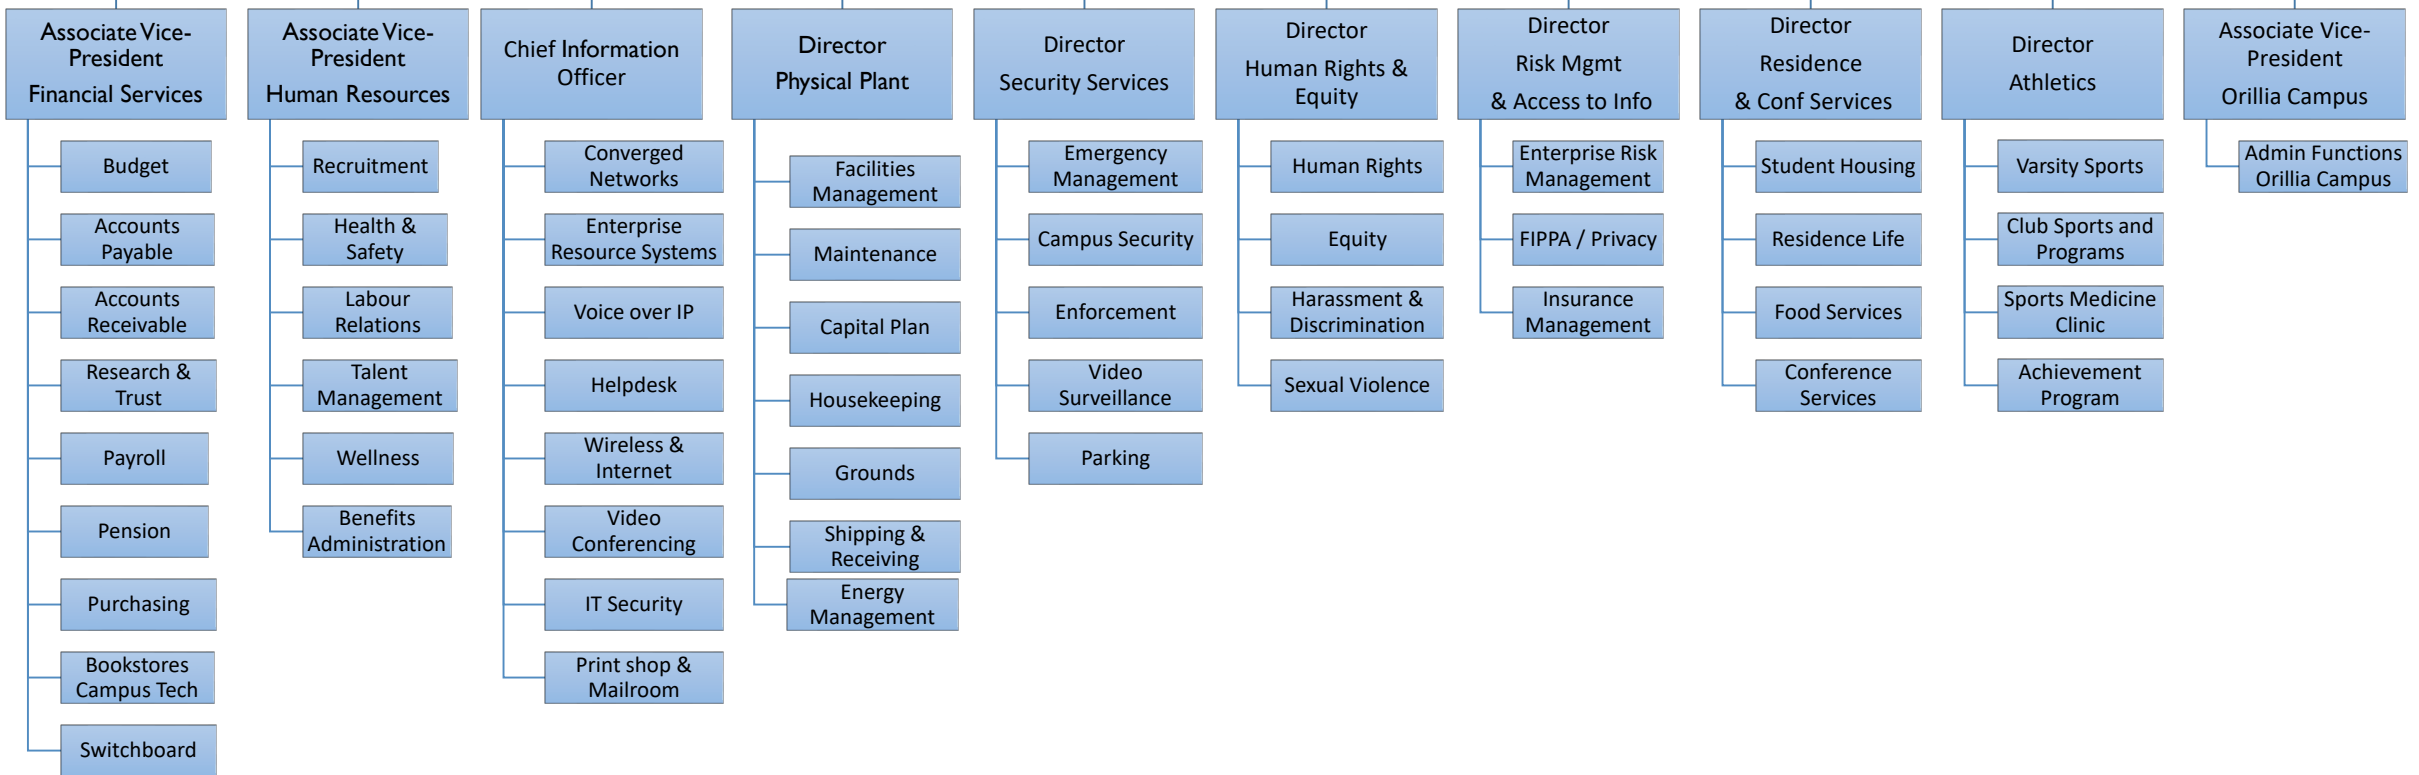 Associate Vice-
President
Financial Services
Budget
Accounts
Payable
Accounts
Receivable
Research &
Trust
Payroll
Pension
Purchasing
Bookstores
Campus Tech
Switchboard
Associate Vice-
President
Human Resources
Recruitment
Health &
Safety
Labour
Relations
Talent
Management
Wellness
Benefits
Administration
Chief Information
Officer
Converged
Networks
Enterprise
Resource Systems
Voice over IP
Helpdesk
Wireless &
Internet
Video
Conferencing
IT Security
Print shop &
Mailroom
Director
Physical Plant
Facilities
Management
Maintenance
Capital Plan
Housekeeping
Grounds
Shipping &
Receiving
Energy
Management
Director
Security Services
Emergency
Management
Campus Security
Enforcement
Video
Surveillance
Parking
Director
Human Rights &
Equity
Human Rights
Equity
Harassment &
Discrimination
Sexual Violence
Director
Risk Mgmt
& Access to Info
Enterprise Risk
Management
FIPPA / Privacy
Insurance
Management
Director
Residence
& Conf Services
Student Housing
Residence Life
Food Services
Conference
Services
Director
Athletics
Varsity Sports
Club Sports and
Programs
Sports Medicine
Clinic
Achievement
Program
Associate Vice-
President
Orillia Campus
Admin Functions
Orillia Campus